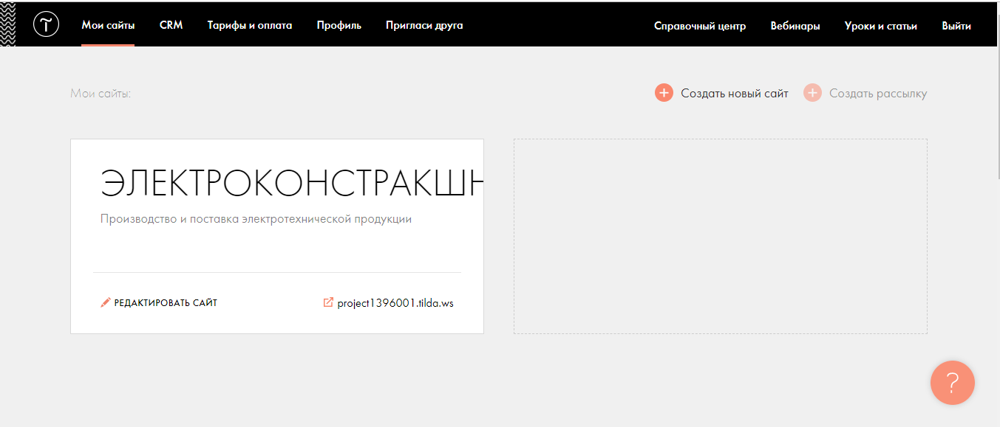 Мои сайты CRM Тарифы и оплата Профиль Пригласи друга Справочный центр Вебинары Уроки и статьи Выйти
Мои сайты: Создать новый сайт Создать рассылку
ЭЛЕКТРОКОНСТРАКШН
Производство и поставка электротехнической продукции
РЕДАКТИРОВАТЬ САЙТ project1396001.tilda.ws
?